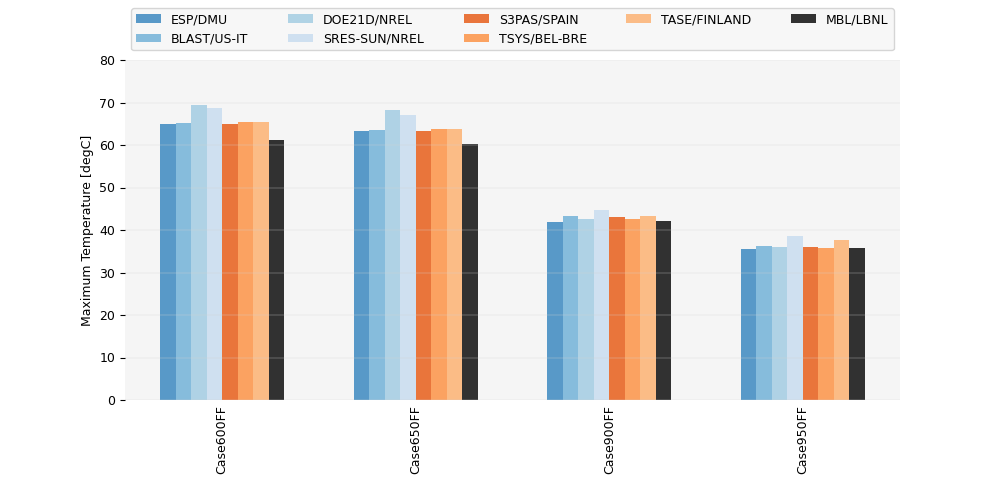 ESP/DMU DOE21D/NREL S3PAS/SPAIN TASE/FINLAND MBL/LBNL
BLAST/US-IT SRES-SUN/NREL TSYS/BEL-BRE
Maximum Temperature [degC]
80
70
60
50
40
30
20
10
0
Case600FF
Case650FF
Case900FF
Case950FF